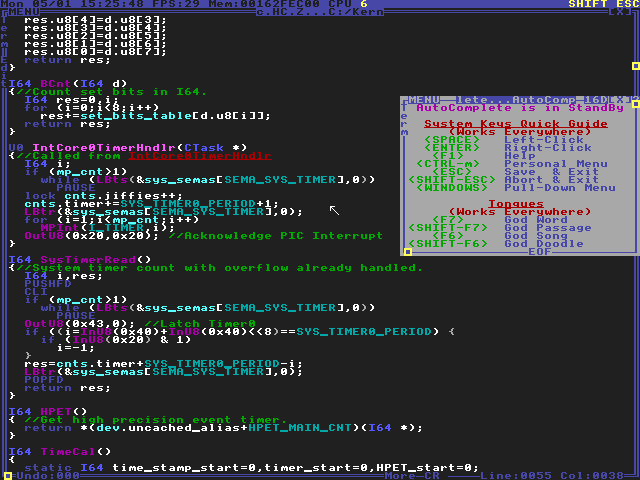 Mon 05/01 15:25:48 FPS:29 Mem:00162FEC00 CPU 6 SHIFT ESC
MENU c.HC.Z...C:/Kern [X]
res.u8[4]=d.u8[3];
res.u8[3]=d.u8[4];
res.u8[2]=d.u8[5];
res.u8[1]=d.u8[6];
res.u8[0]=d.u8[7];
return res;
}
I64 BCnt(I64 d)
{//Count set bits in I64.
I64 res=0,i;
for (i=0;i<8;i++)
res+=set_bits_table[d.u8[i]];
return res;
}
U0 IntCore0TimerHndlr(CTask *)
{//Called from IntCore0TimerHndlr
I64 i;
if (mp_cnt>1)
while (LBts(&sys_semas[SEMA_SYS_TIMER],0))
PAUSE
lock cnts.jiffies++;
cnts.timer+=SYS_TIMER0_PERIOD+1;
LBtr(&sys_semas[SEMA_SYS_TIMER],0);
for (i=1;i<mp_cnt;i++)
MPInt(I_TIMER,i);
OutU8(0x20,0x20); //Acknowledge PIC Interrupt
}
I64 SysTimerRead()
{//System timer count with overflow already handled.
I64 i,res;
PUSHFD
CLI
if (mp_cnt>1)
while (LBts(&sys_semas[SEMA_SYS_TIMER],0))
PAUSE
OutU8(0x43,0); //Latch Timer0
if ((i=InU8(0x40)+InU8(0x40)<<8)==SYS_TIMER0_PERIOD) {
if (InU8(0x20) & 1)
i=-1;
}
res=cnts.timer+SYS_TIMER0_PERIOD-i;
LBtr(&sys_semas[SEMA_SYS_TIMER],0);
POPFD
return res;
}
I64 HPET()
{ //Get high precision event timer.
return *(dev.uncached_alias+HPET_MAIN_CNT)(I64 *);
}
I64 TimeCal()
{
static I64 time_stamp_start=0,timer_start=0,HPET_start=0;
Undo:000 More-CR Line:0055 Col:0038
MENU lete...AutoComp 16D[X]
AutoComplete is in StandBy
System Keys Quick Guide
(Works Everywhere)
<SPACE> Left-Click
<ENTER> Right-Click
<F1> Help
<CTRL-m> Personal Menu
<ESC> Save & Exit
<SHIFT-ESC> Abort & Exit
<WINDOWS> Pull-Down Menu
Tongues
(Works Everywhere)
<F7> God Word
<SHIFT-F7> God Passage
<F6> God Song
<SHIFT-F6> God Doodle
EOF